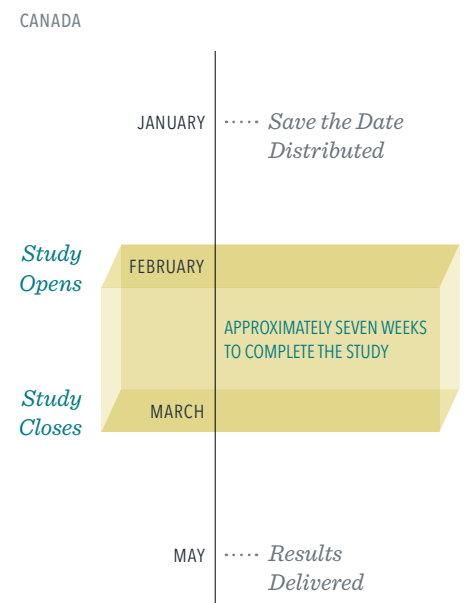 CANADA
JANUARY
Save the Date
Distributed
Study
Opens
FEBRUARY
APPROXIMATELY SEVEN WEEKS
TO COMPLETE THE STUDY
Study
Closes
MARCH
MAY
Results
Delivered